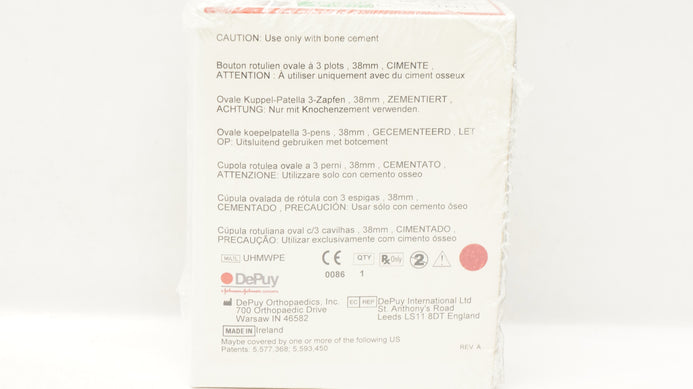 CAUTION: Use only with bone cement
Bouton rotulien ovale à 3 plots , 38mm , CIMENTE ,
ATTENTION : À utiliser uniquement avec du ciment osseux
Ovale Kuppel-Patella 3-Zapfen , 38mm , ZEMENTIERT ,
ACHTUNG: Nur mit Knochenzement verwenden.
Ovale koepelpatella 3-pens , 38mm , GECEMENTEERD , LET
OP: Uitsluitend gebruiken met botcement
Cupola rotulea ovale a 3 perni , 38mm , CEMENTATO ,
ATTENZIONE: Utilizzare solo con cemento osseo
Cúpula ovalada de rótula con 3 espigas , 38mm ,
CEMENTADO , PRECAUCIÓN: Usar sólo con cemento óseo
Cúpula rotuliana oval c/3 cavilhas , 38mm , CIMENTADO ,
PRECAUÇÃO: Utilizar exclusivamente com cimento ósseo
MATL UHMWPE CE QTY Rx Only 2
0086 1
DePuy
a Johnson & Johnson company
DePuy Orthopaedics, Inc. EC REP DePuy International Ltd
700 Orthopaedic Drive St. Anthony's Road
Warsaw IN 46582 Leeds LS11 8DT England
MADE IN Ireland
Maybe covered by one or more of the following US
Patents: 5,577,368; 5,593,450 REV. A